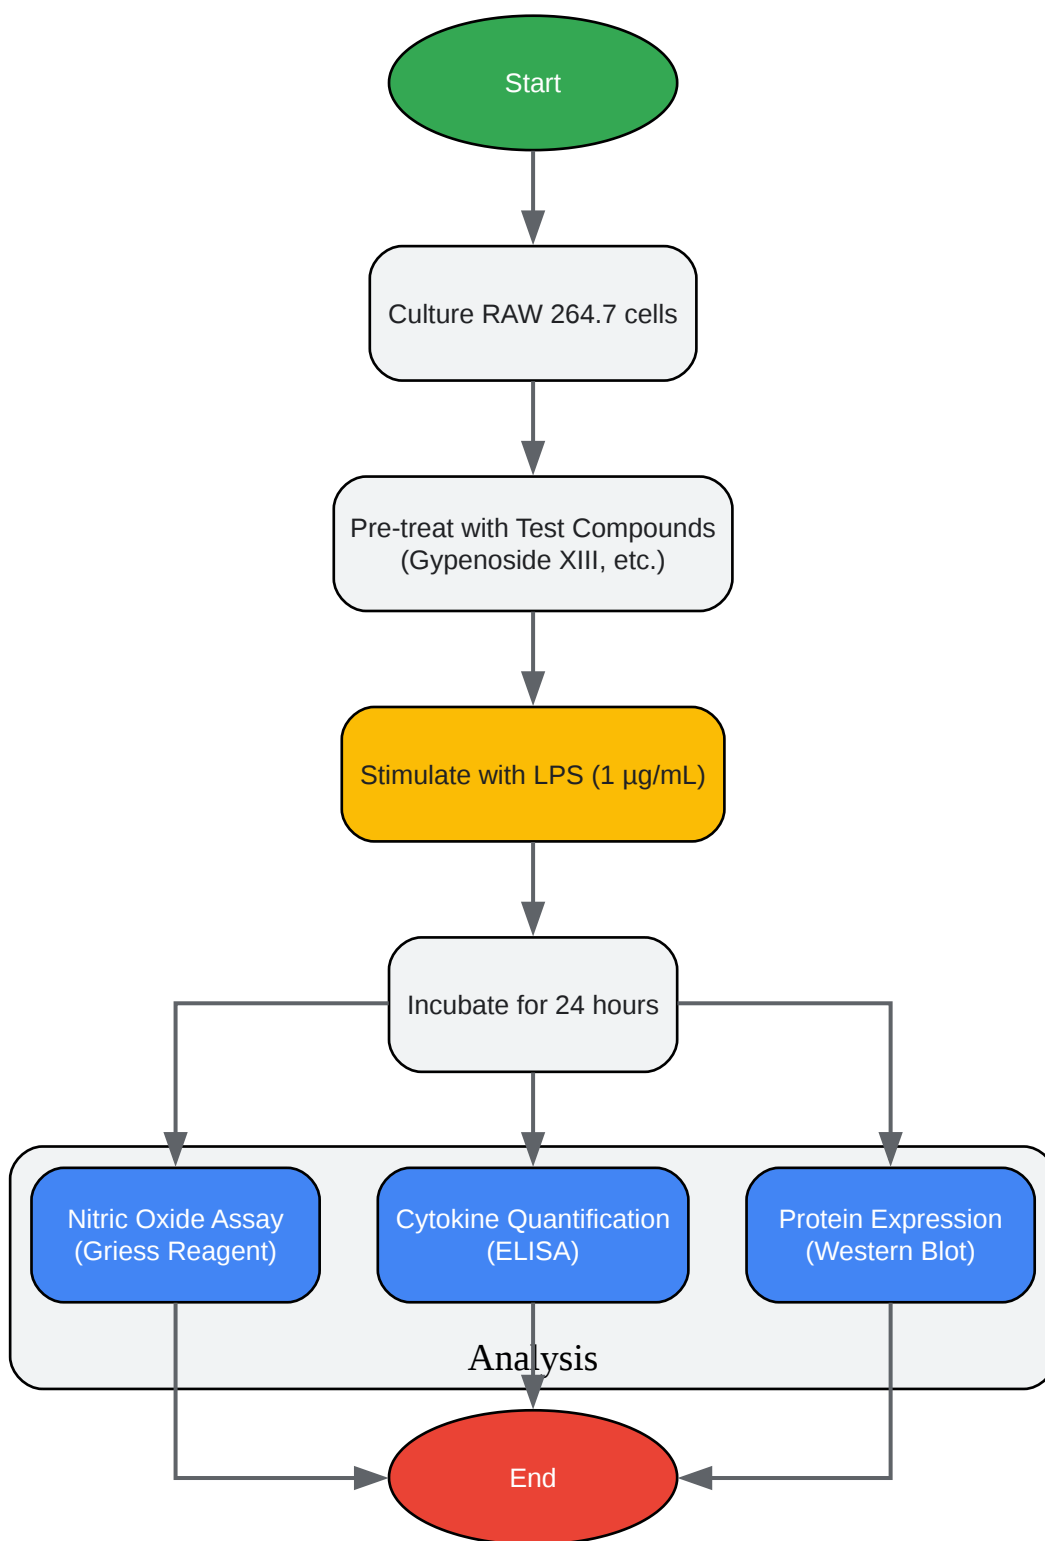 Start
Culture RAW 264.7 cells
Pre-treat with Test Compounds
(Gypenoside XIII, etc.)
Stimulate with LPS (1 µg/mL)
Incubate for 24 hours
Nitric Oxide Assay
(Griess Reagent)
Cytokine Quantification
(ELISA)
Protein Expression
(Western Blot)
Analysis
End